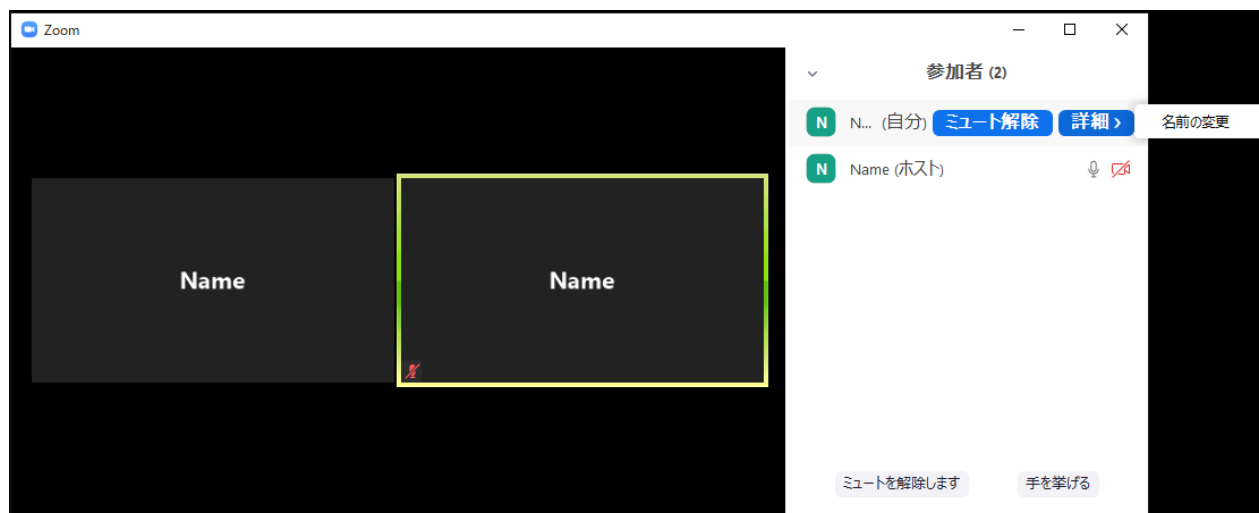 Zoom
参加者 (2)
N N... (自分) ミュート解除 詳細 › 名前の変更
N Name (ホスト)
Name Name
ミュートを解除します 手を挙げる